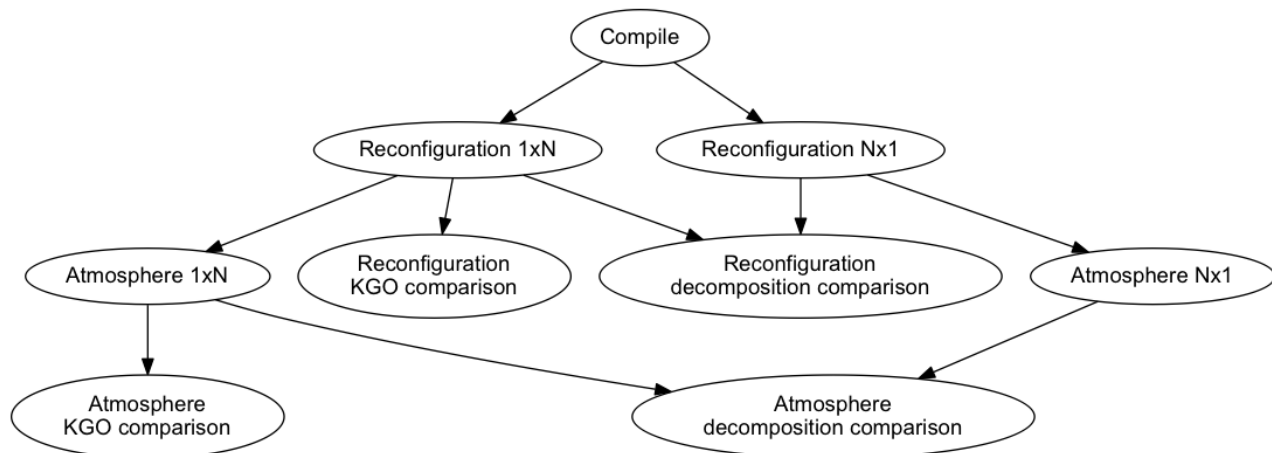 Compile
Reconfiguration 1xN
Reconfiguration Nx1
Atmosphere 1xN
Reconfiguration
KGO comparison
Reconfiguration
decomposition comparison
Atmosphere Nx1
Atmosphere
KGO comparison
Atmosphere
decomposition comparison